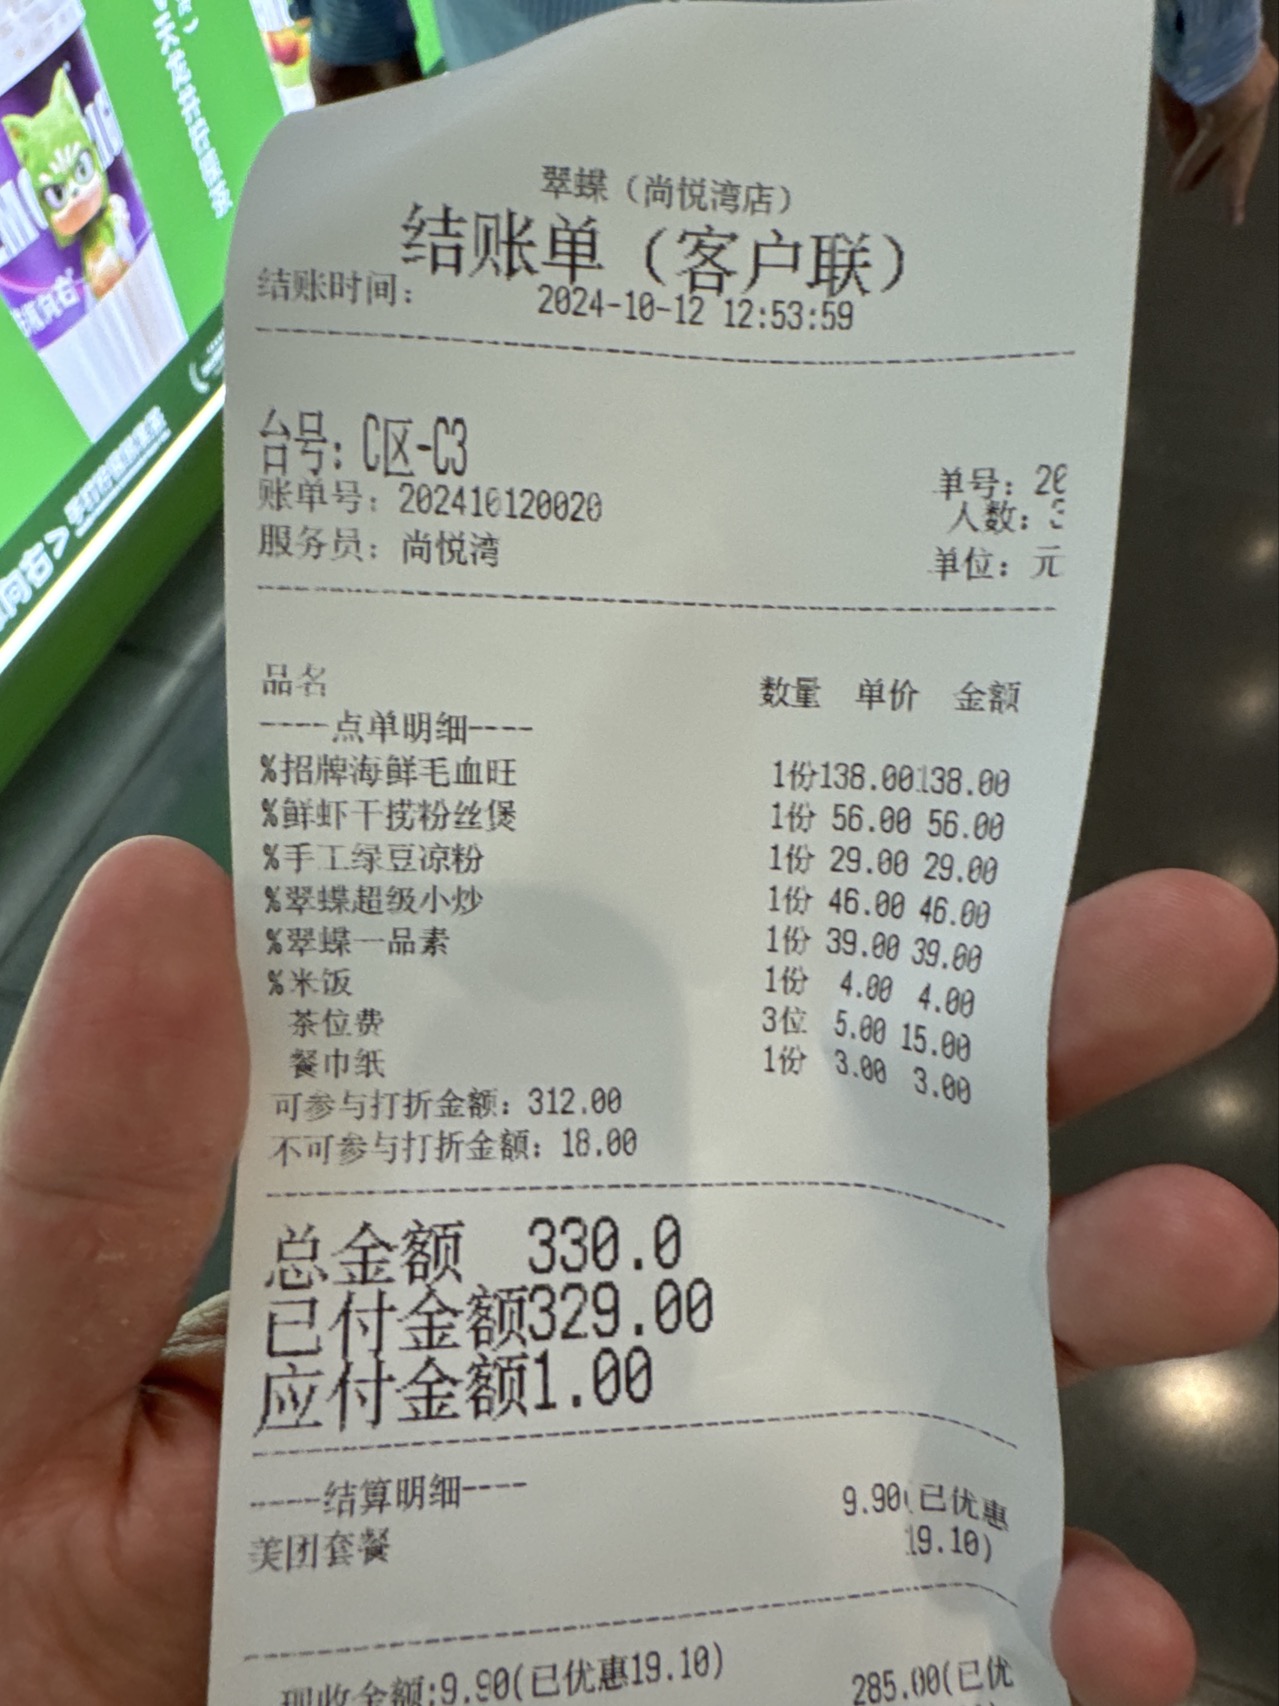 翠蝶（尚悦湾店）
结账单（客户联）
结账时间： 2024-10-12 12:53:59
台号：C区-C3
账单号：202410120020 单号：20
服务员：尚悦湾 人数：3
单位：元
品名 数量 单价 金额
----点单明细----
%招牌海鲜毛血旺 1份138.00138.00
%鲜虾干捞粉丝煲 1份 56.00 56.00
%手工绿豆凉粉 1份 29.00 29.00
%翠蝶超级小炒 1份 46.00 46.00
%翠蝶一品素 1份 39.00 39.00
%米饭 1份 4.00 4.00
茶位费 3位 5.00 15.00
餐巾纸 1份 3.00 3.00
可参与打折金额：312.00
不可参与打折金额：18.00
总金额 330.0
已付金额329.00
应付金额1.00
----结算明细----
美团套餐 9.90(已优惠
19.10)
现收金额:9.90(已优惠19.10)
285.00(已优